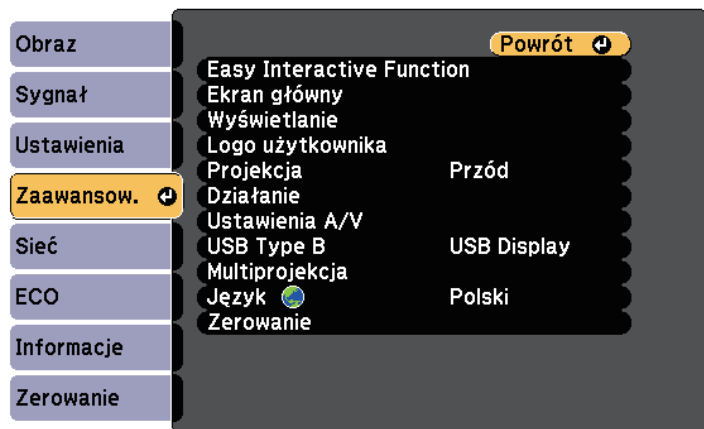 Obraz
Sygnał
Ustawienia
Zaawansow.
Sieć
ECO
Informacje
Zerowanie
Powrót
Easy Interactive Function
Ekran główny
Wyświetlanie
Logo użytkownika
Projekcja Przód
Działanie
Ustawienia A/V
USB Type B USB Display
Multiprojekcja
Język Polski
Zerowanie